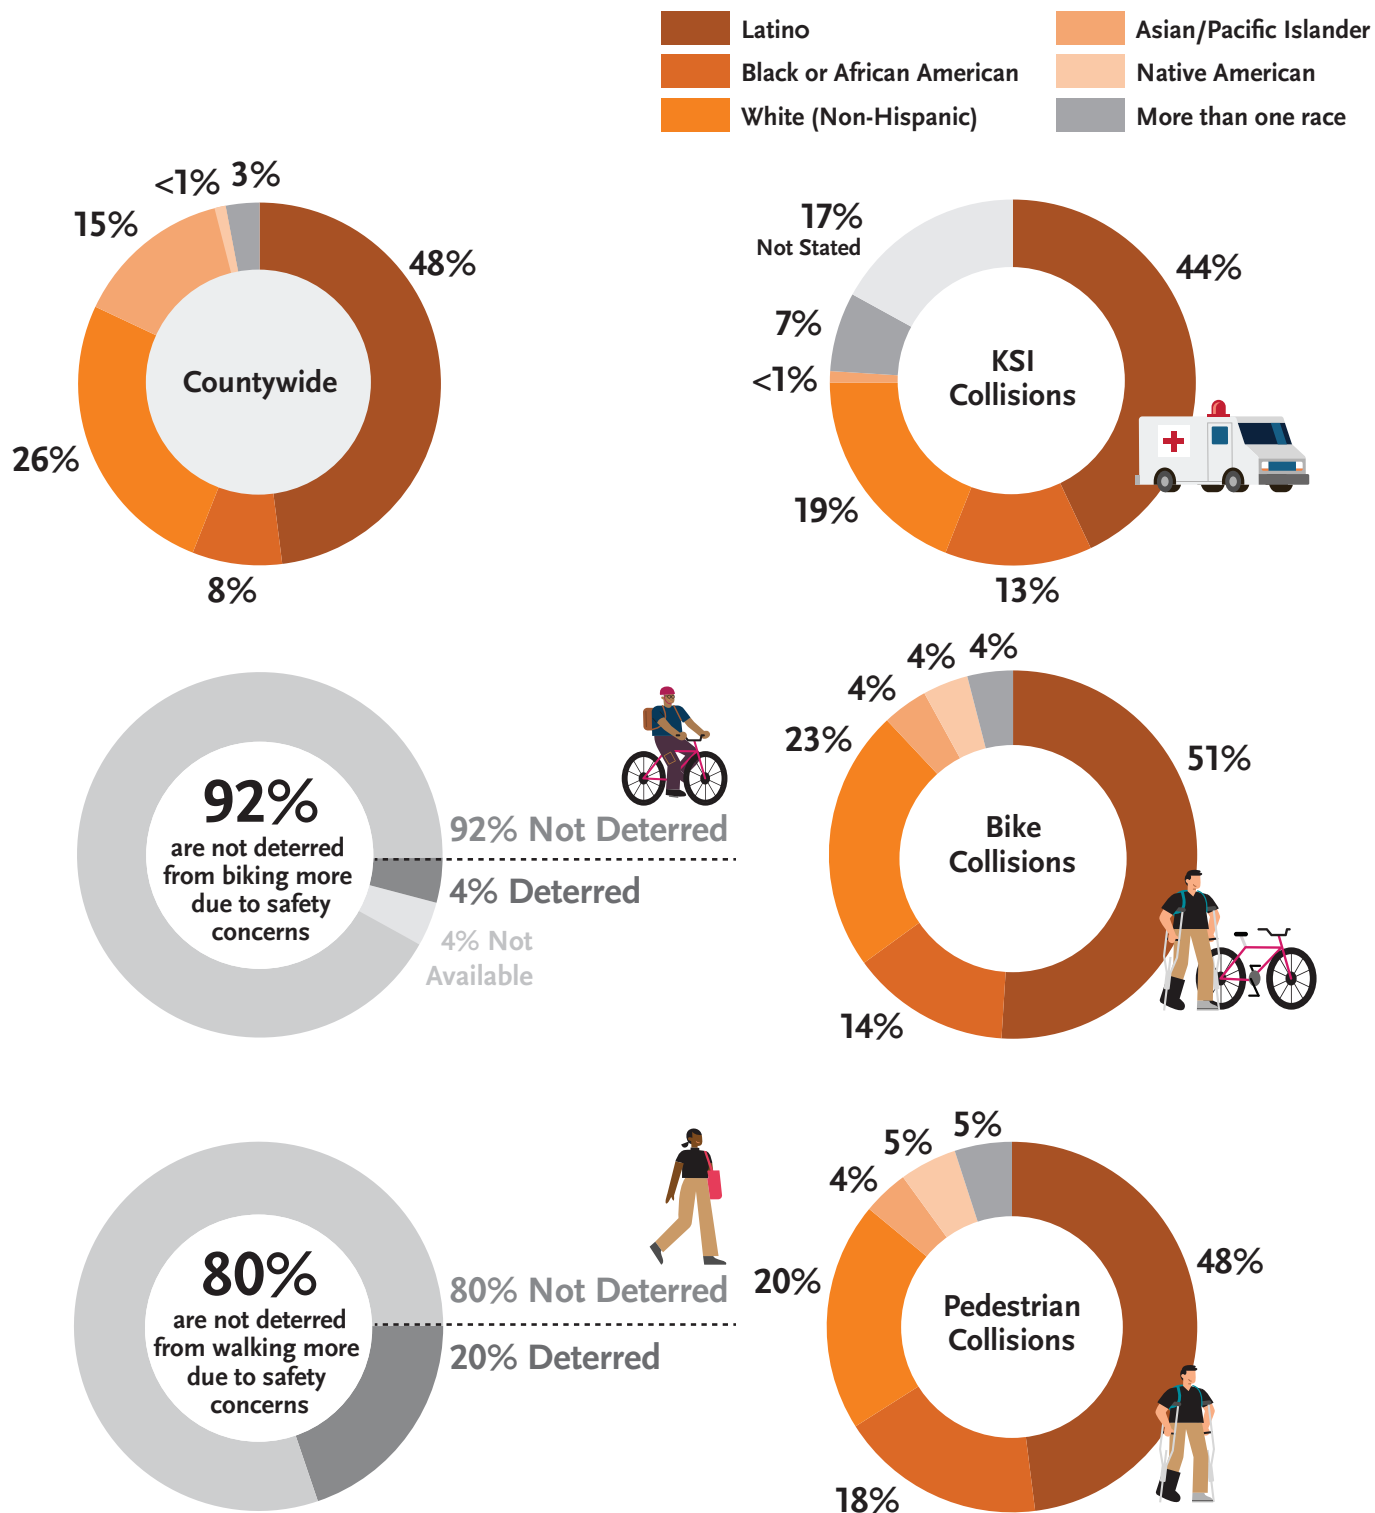 Latino
Black or African American
White (Non-Hispanic)
Asian/Pacific Islander
Native American
More than one race
<1%
3%
15%
48%
26%
8%
Countywide
17%
Not Stated
44%
7%
<1%
19%
13%
KSI
Collisions
92%
are not deterred
from biking more
due to safety
concerns
92% Not Deterred
4% Deterred
4% Not
Available
4%
4%
4%
23%
51%
14%
Bike
Collisions
80%
are not deterred
from walking more
due to safety
concerns
80% Not Deterred
20% Deterred
5%
5%
4%
20%
48%
18%
Pedestrian
Collisions